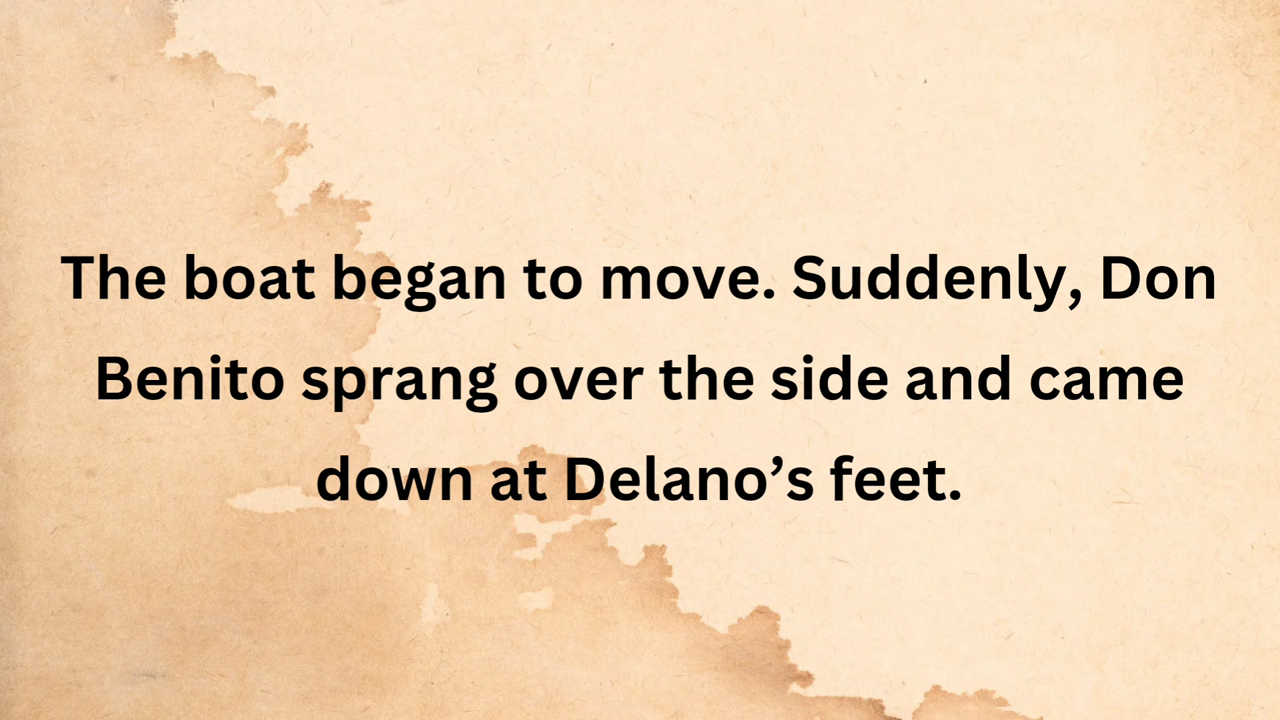 The boat began to move. Suddenly, Don
Benito sprang over the side and came
down at Delano’s feet.